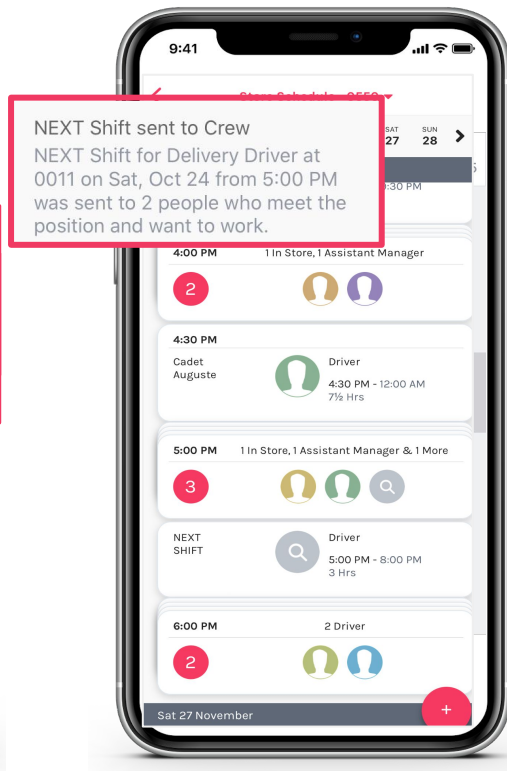 9:41
NEXT Shift sent to Crew
NEXT Shift for Delivery Driver at
0011 on Sat, Oct 24 from 5:00 PM
was sent to 2 people who meet the
position and want to work.
SAT SUN
27 28
:30 PM
4:00 PM 1 In Store, 1 Assistant Manager
2
4:30 PM
Cadet Driver
Auguste
4:30 PM - 12:00 AM
7½ Hrs
5:00 PM 1 In Store, 1 Assistant Manager & 1 More
3
NEXT Driver
SHIFT
5:00 PM - 8:00 PM
3 Hrs
6:00 PM 2 Driver
2
Sat 27 November
+